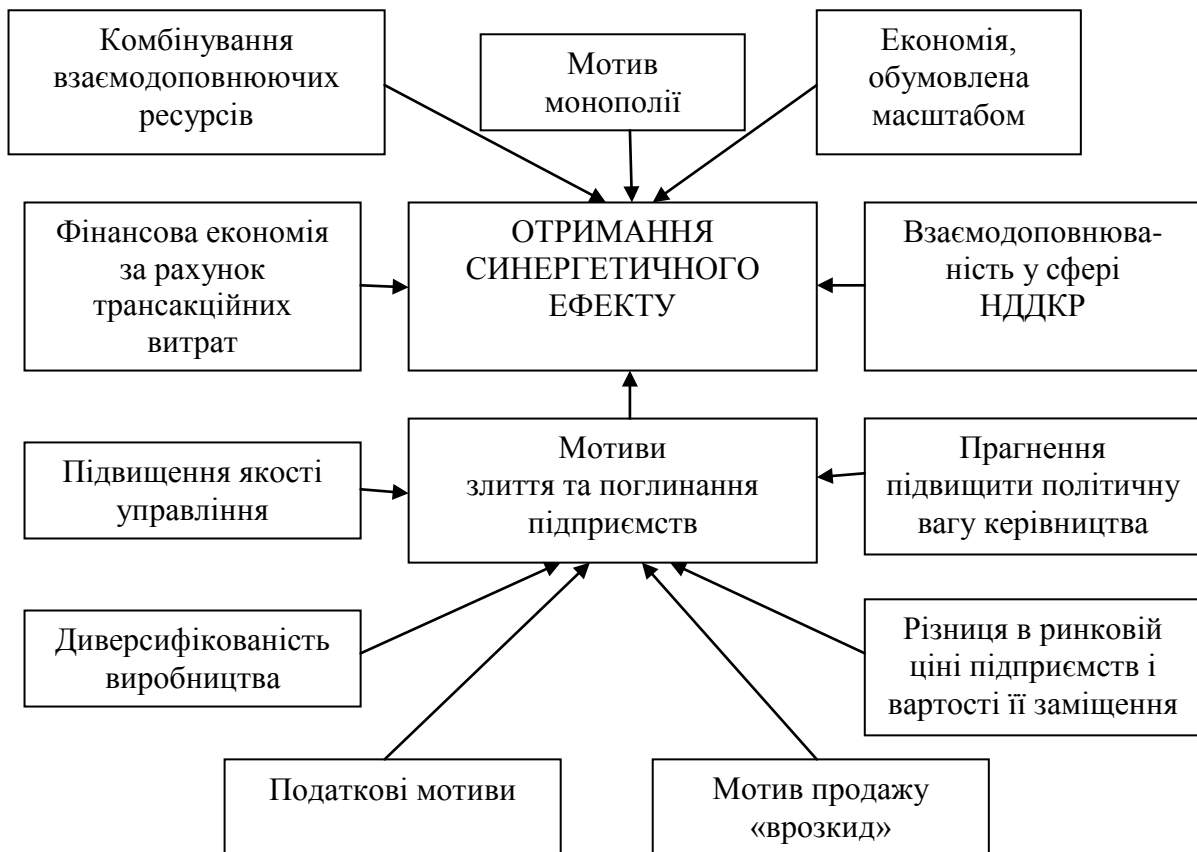 Комбінування
взаємодоповнюючих
ресурсів
Мотив
монополії
Економія,
обумовлена
масштабом
Фінансова економія
за рахунок
трансакційних
витрат
ОТРИМАННЯ
СИНЕРГЕТИЧНОГО
ЕФЕКТУ
Взаємодоповнюва-
ність у сфері
НДДКР
Підвищення якості
управління
Мотиви
злиття та поглинання
підприємств
Прагнення
підвищити політичну
вагу керівництва
Диверсифікованість
виробництва
Різниця в ринковій
ціні підприємств і
вартості її заміщення
Податкові мотиви
Мотив продажу
«врозкид»